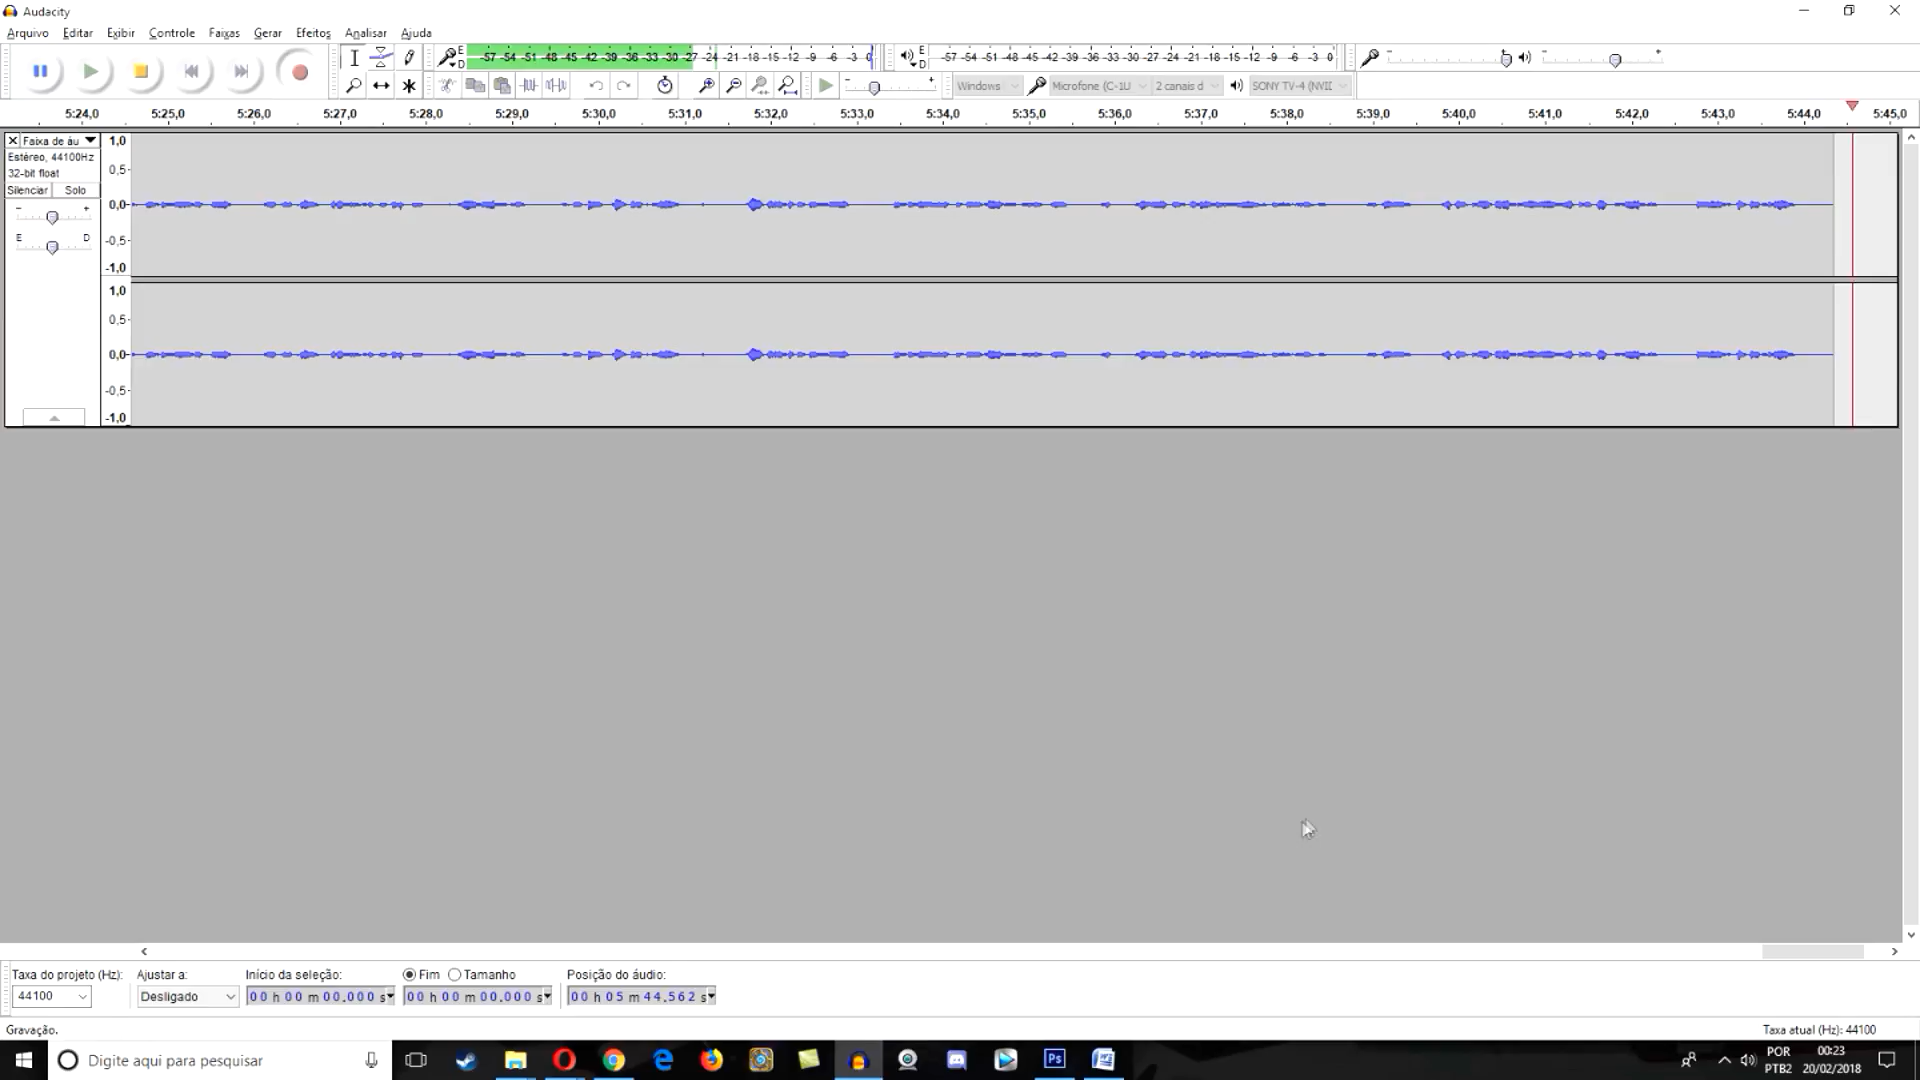 Audacity
Arquivo Editar Exibir Controle Faixas Gerar Efeitos Analisar Ajuda
E D -57 -54 -51 -48 -45 -42 -39 -36 -33 -30 -27 -24 -21 -18 -15 -12 -9 -6 -3 0 E D -57 -54 -51 -48 -45 -42 -39 -36 -33 -30 -27 -24 -21 -18 -15 -12 -9 -6 -3 0
Windows Microfone (C-1U 2 canais d SONY TV-4 (NVII
5:24,0 5:25,0 5:26,0 5:27,0 5:28,0 5:29,0 5:30,0 5:31,0 5:32,0 5:33,0 5:34,0 5:35,0 5:36,0 5:37,0 5:38,0 5:39,0 5:40,0 5:41,0 5:42,0 5:43,0 5:44,0 5:45,0
Faixa de áu 1,0
Estéreo, 44100Hz
32-bit float 0,5
Silenciar Solo
0,0
E D -0,5
-1,0
1,0
0,5
0,0
-0,5
-1,0
Taxa do projeto (Hz): Ajustar a: Início da seleção: Fim Tamanho Posição do áudio:
44100 Desligado 00 h 00 m 00.000 s 00 h 00 m 00.000 s 00 h 05 m 44.562 s
Gravação. Taxa atual (Hz): 44100
Digite aqui para pesquisar Ps POR 00:23
PTB2 20/02/2018